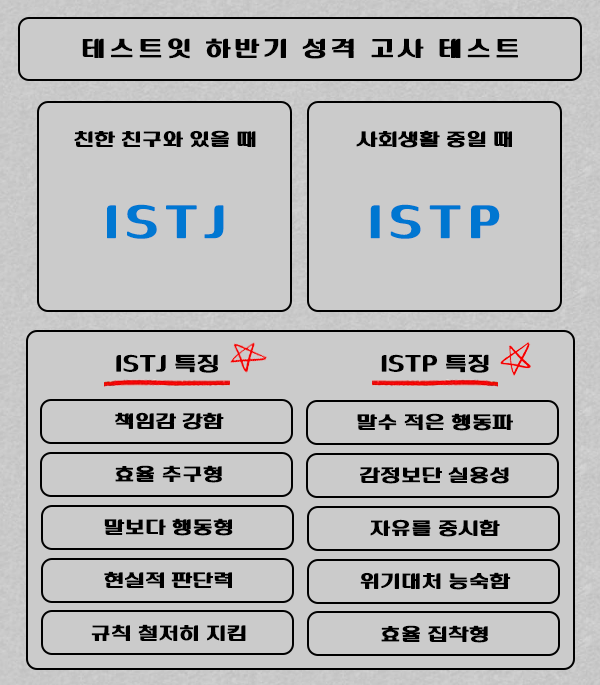 테스트잇 하반기 성격 고사 테스트
친한 친구와 있을 때
ISTJ
사회생활 중일 때
ISTP
ISTJ 특징
책임감 강함
효율 추구형
말보다 행동형
현실적 판단력
규칙 철저히 지킴
ISTP 특징
말수 적은 행동파
감정보단 실용성
자유를 중시함
위기대처 능숙함
효율 집착형